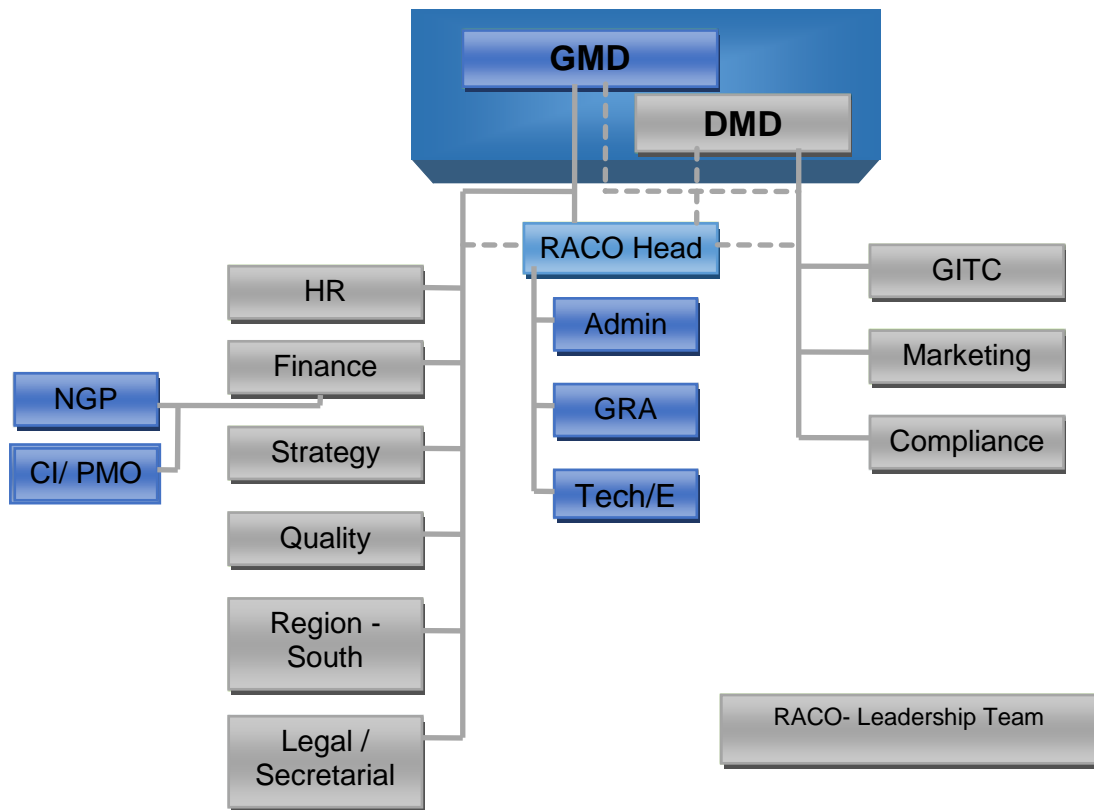 GMD
DMD
RACO Head
HR
Finance
NGP
CI/ PMO
Strategy
Quality
Region -
South
Legal /
Secretarial
Admin
GRA
Tech/E
GITC
Marketing
Compliance
RACO- Leadership Team